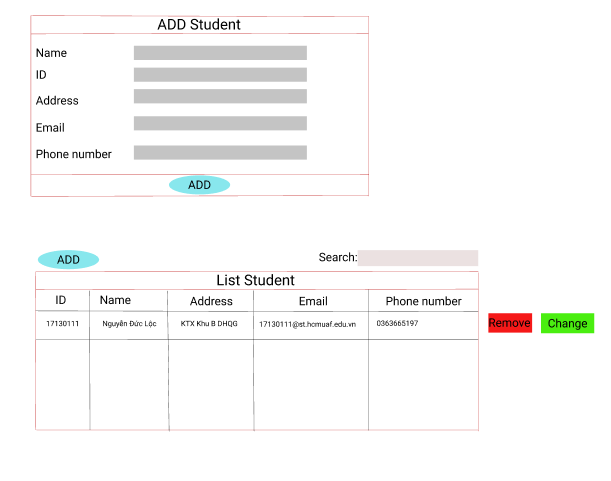 ADD Student
Name
ID
Address
Email
Phone number
ADD
ADD Search:
List Student
ID Name Address Email Phone number
17130111 Nguyễn Đức Lộc KTX Khu B DHQG 17130111@st.hcmuaf.edu.vn 0363665197 Remove Change